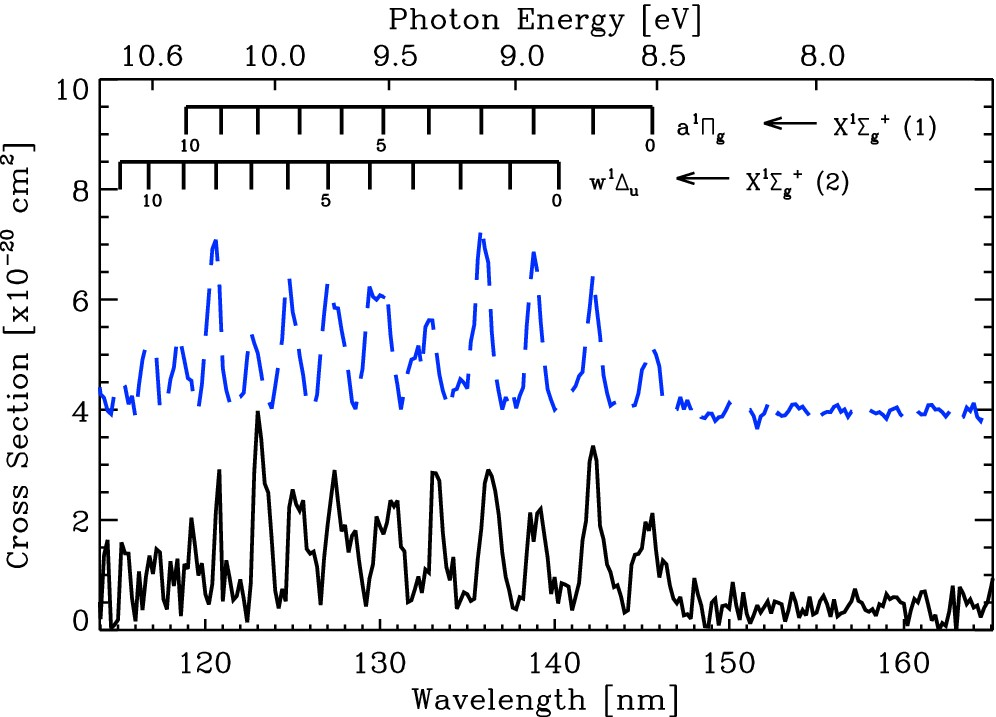 Photon Energy [eV]
10.6 10.0 9.5 9.0 8.5 8.0
10 5 0 a¹Πg ← X¹Σg⁺ (1)
10 5 0 w¹Δu ← X¹Σg⁺ (2)
10
8
6
4
2
0
Cross Section [x10⁻²⁰ cm²]
120 130 140 150 160
Wavelength [nm]